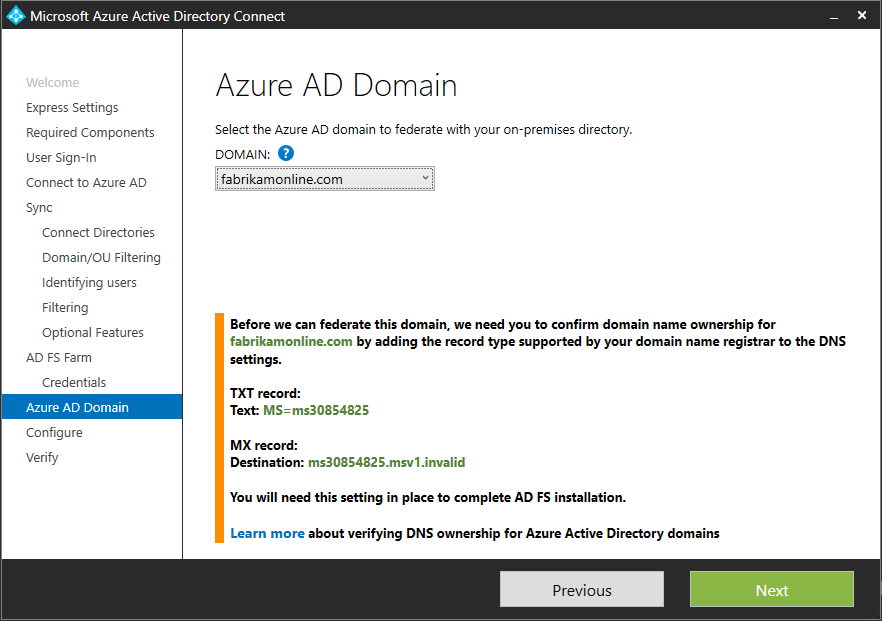 Microsoft Azure Active Directory Connect
Welcome
Express Settings
Required Components
User Sign-In
Connect to Azure AD
Sync
Connect Directories
Domain/OU Filtering
Identifying users
Filtering
Optional Features
AD FS Farm
Credentials
Azure AD Domain
Configure
Verify
Azure AD Domain
Select the Azure AD domain to federate with your on-premises directory.
DOMAIN: ?
fabrikamonline.com
Before we can federate this domain, we need you to confirm domain name ownership for
fabrikamonline.com by adding the record type supported by your domain name registrar to the DNS
settings.
TXT record:
Text: MS=ms30854825
MX record:
Destination: ms30854825.msv1.invalid
You will need this setting in place to complete AD FS installation.
Learn more about verifying DNS ownership for Azure Active Directory domains
Previous
Next